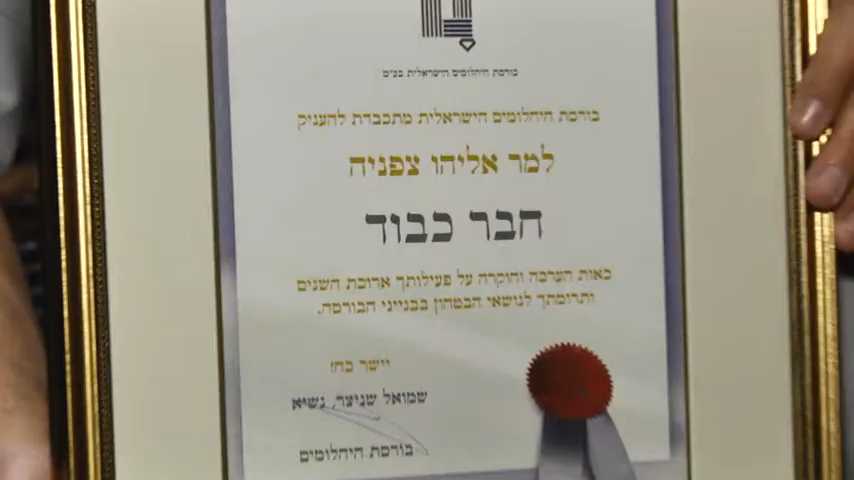 בורסת היהלומים הישראלית בע״מ
בורסת היהלומים הישראלית מתכבדת להעניק
למר אליהו צפניה
חבר כבוד
כאות הערכה והוקרה על פעילותך ארוכת השנים
ותרומתך לנושאי הבטחון בבנייני הבורסה.
יישר כח!
שמואל שניצר, נשיא
בורסת היהלומים